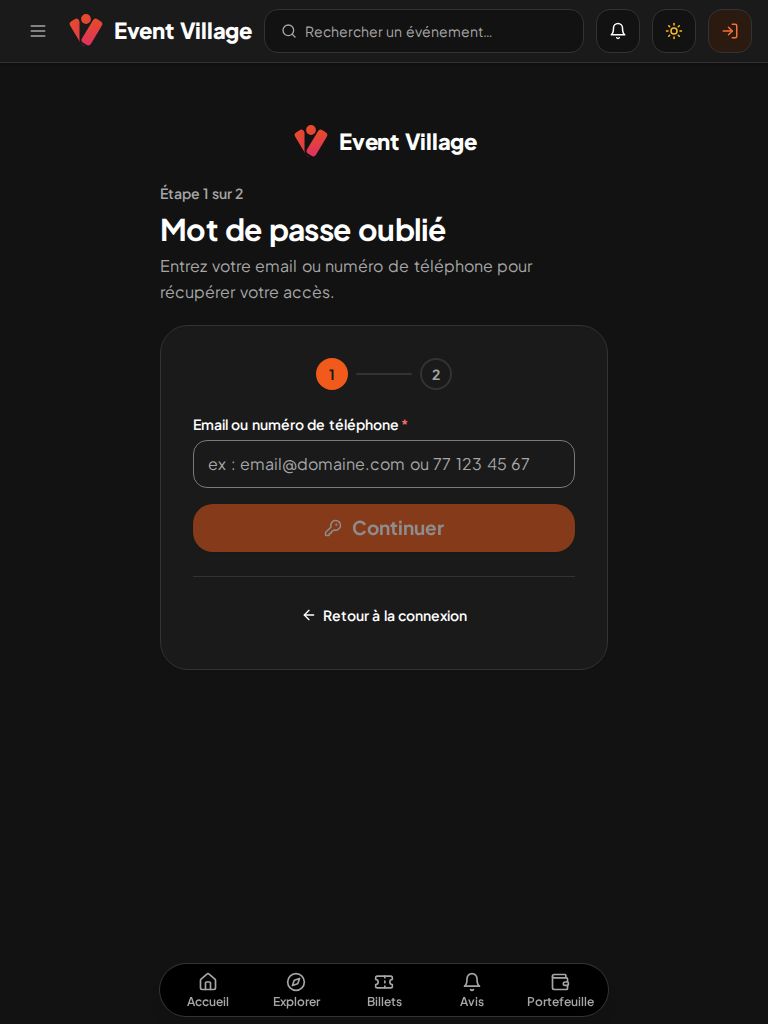 Event Village
Rechercher un événement…
Event Village
Étape 1 sur 2
Mot de passe oublié
Entrez votre email ou numéro de téléphone pour
récupérer votre accès.
1
2
Email ou numéro de téléphone *
ex : email@domaine.com ou 77 123 45 67
Continuer
Retour à la connexion
Accueil
Explorer
Billets
Avis
Portefeuille